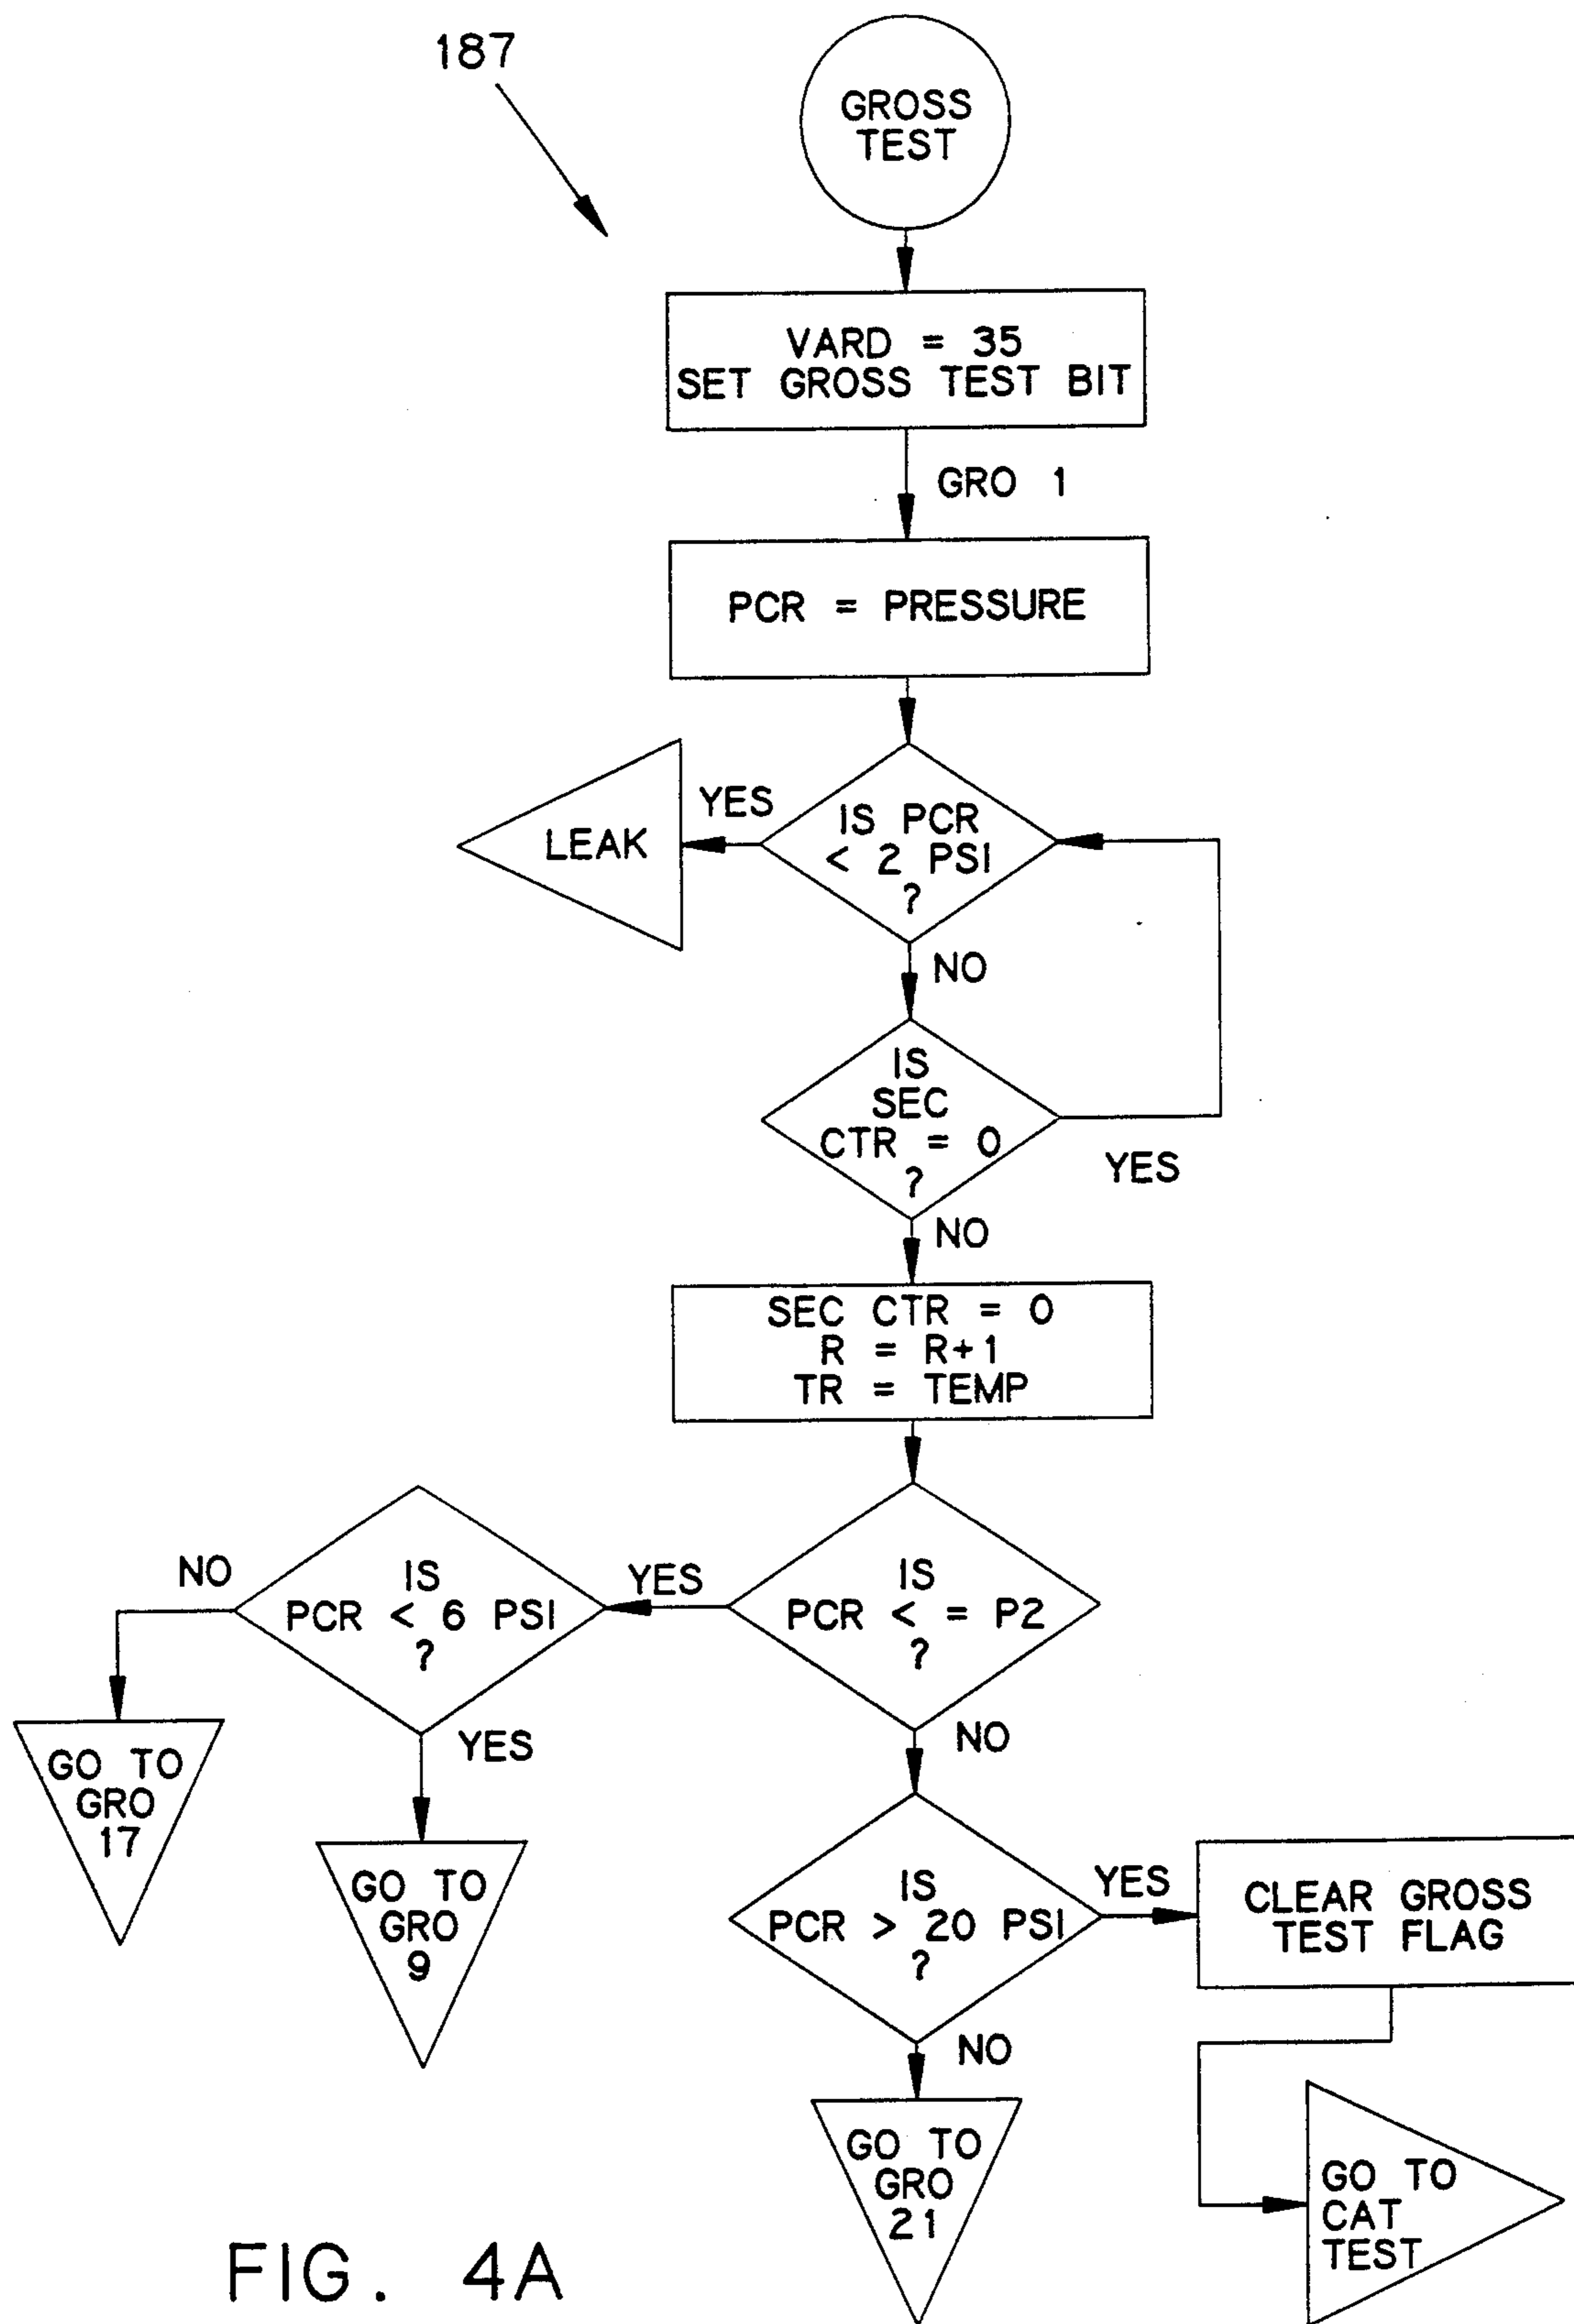 187
GROSS
TEST
VARD = 35
SET GROSS TEST BIT
GRO 1
PCR = PRESSURE
IS PCR
< 2 PSI
?
YES
LEAK
NO
IS
SEC
CTR = 0
?
YES
NO
SEC CTR = 0
R = R+1
TR = TEMP
IS
PCR < = P2
?
YES
IS
PCR < 6 PSI
?
NO
GO TO
GRO
17
YES
GO TO
GRO
9
NO
IS
PCR > 20 PSI
?
YES
CLEAR GROSS
TEST FLAG
NO
GO TO
GRO
21
GO TO
CAT
TEST
FIG. 4A